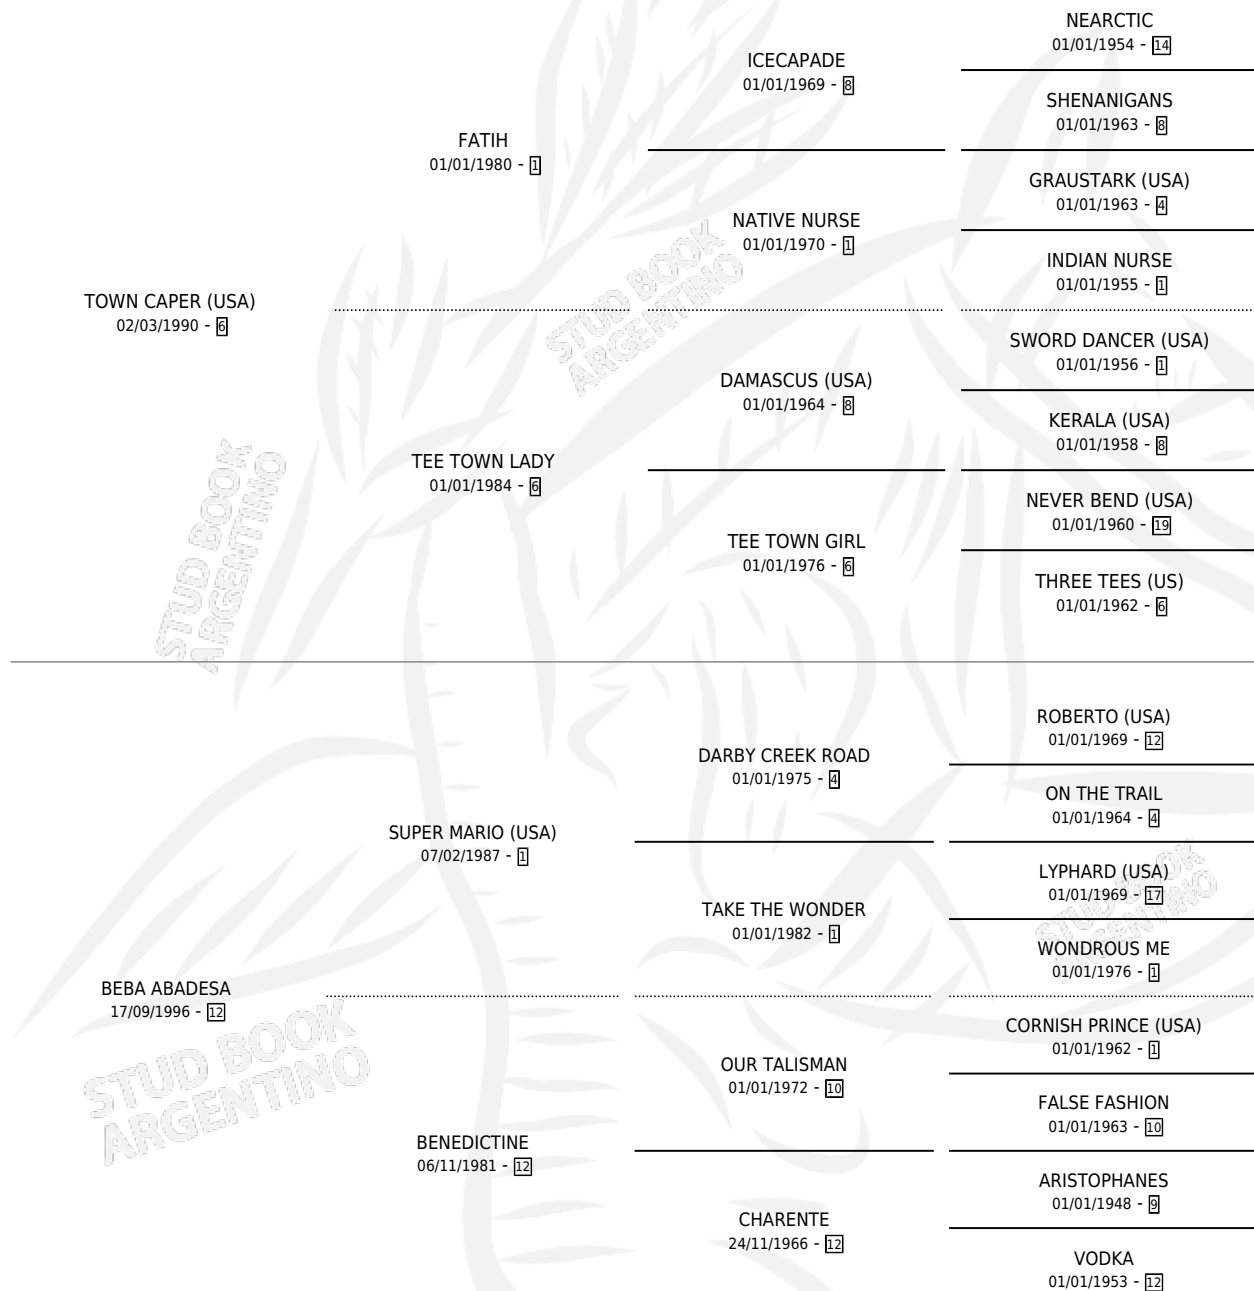 NEARCTIC
01/01/1954 - 14
ICECAPADE
01/01/1969 - 8
SHENANIGANS
01/01/1963 - 8
FATIH
01/01/1980 - 1
GRAUSTARK (USA)
01/01/1963 - 4
NATIVE NURSE
01/01/1970 - 1
INDIAN NURSE
01/01/1955 - 1
TOWN CAPER (USA)
02/03/1990 - 6
SWORD DANCER (USA)
01/01/1956 - 1
DAMASCUS (USA)
01/01/1964 - 8
KERALA (USA)
01/01/1958 - 8
TEE TOWN LADY
01/01/1984 - 6
NEVER BEND (USA)
01/01/1960 - 19
TEE TOWN GIRL
01/01/1976 - 6
THREE TEES (US)
01/01/1962 - 6
ROBERTO (USA)
01/01/1969 - 12
DARBY CREEK ROAD
01/01/1975 - 4
ON THE TRAIL
01/01/1964 - 4
SUPER MARIO (USA)
07/02/1987 - 1
LYPHARD (USA)
01/01/1969 - 17
TAKE THE WONDER
01/01/1982 - 1
WONDROUS ME
01/01/1976 - 1
BEBA ABADESA
17/09/1996 - 12
CORNISH PRINCE (USA)
01/01/1962 - 1
OUR TALISMAN
01/01/1972 - 10
FALSE FASHION
01/01/1963 - 10
BENEDICTINE
06/11/1981 - 12
ARISTOPHANES
01/01/1948 - 9
CHARENTE
24/11/1966 - 12
VODKA
01/01/1953 - 12
STUD BOOK
ARGENTINO
STUD BOOK
ARGENTINO
STUD BOOK
ARGENTINO
STUD BOOK
ARGENTINO